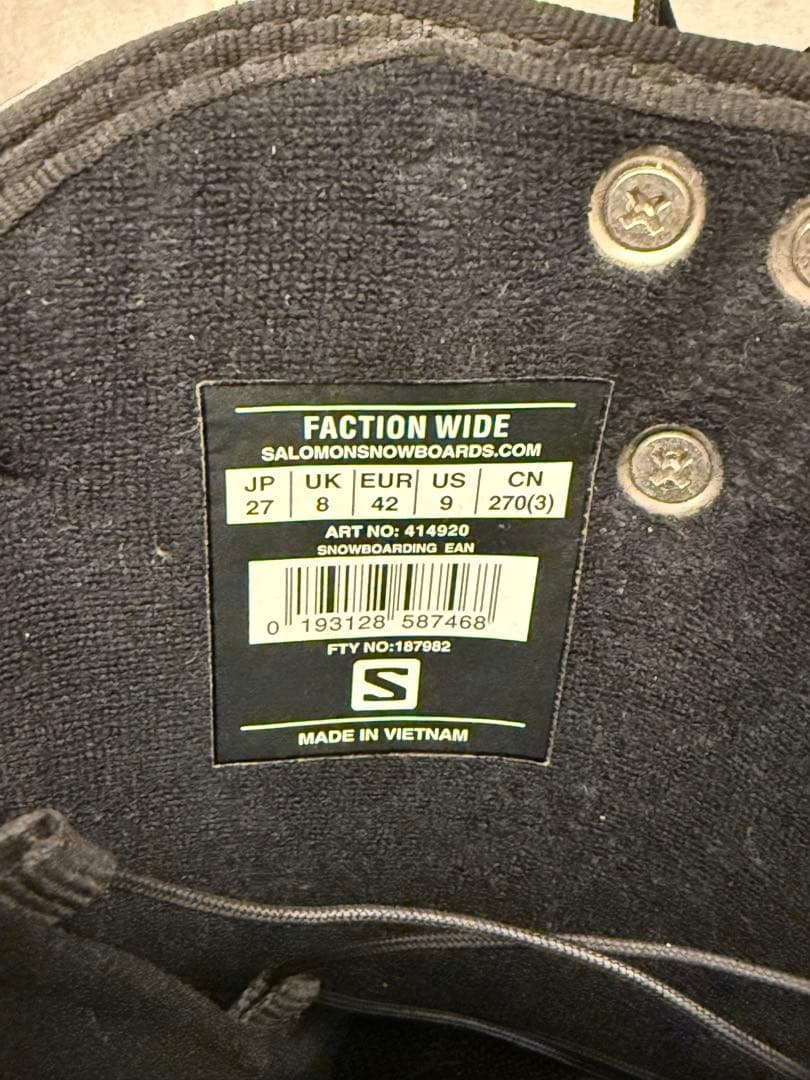 FACTION WIDE
SALOMONSNOWBOARDS.COM
JP UK EUR US CN
27 8 42 9 270(3)
ART NO: 414920
SNOWBOARDING EAN
0 193128 587468
FTY NO:187982
S
MADE IN VIETNAM